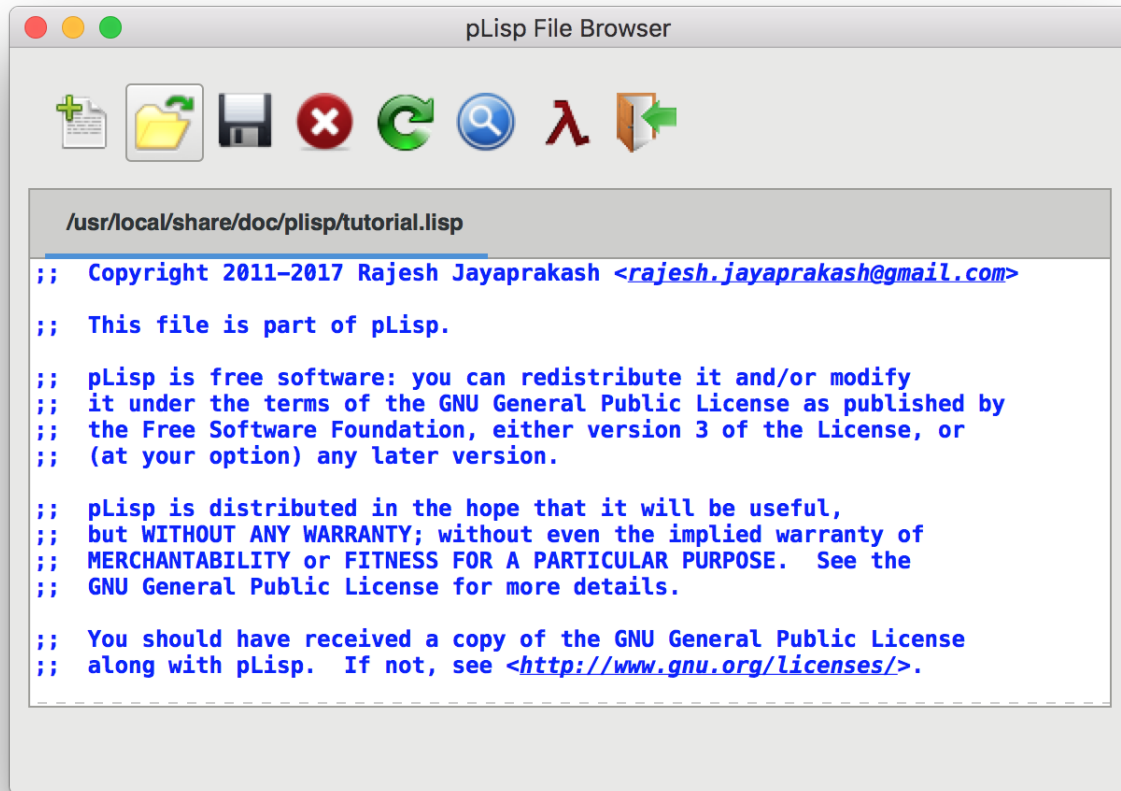 pLisp File Browser
λ
/usr/local/share/doc/plisp/tutorial.lisp
;;  Copyright 2011–2017 Rajesh Jayaprakash <rajesh.jayaprakash@gmail.com>
;;  This file is part of pLisp.
;;  pLisp is free software: you can redistribute it and/or modify
;;  it under the terms of the GNU General Public License as published by
;;  the Free Software Foundation, either version 3 of the License, or
;;  (at your option) any later version.
;;  pLisp is distributed in the hope that it will be useful,
;;  but WITHOUT ANY WARRANTY; without even the implied warranty of
;;  MERCHANTABILITY or FITNESS FOR A PARTICULAR PURPOSE.  See the
;;  GNU General Public License for more details.
;;  You should have received a copy of the GNU General Public License
;;  along with pLisp.  If not, see <http://www.gnu.org/licenses/>.